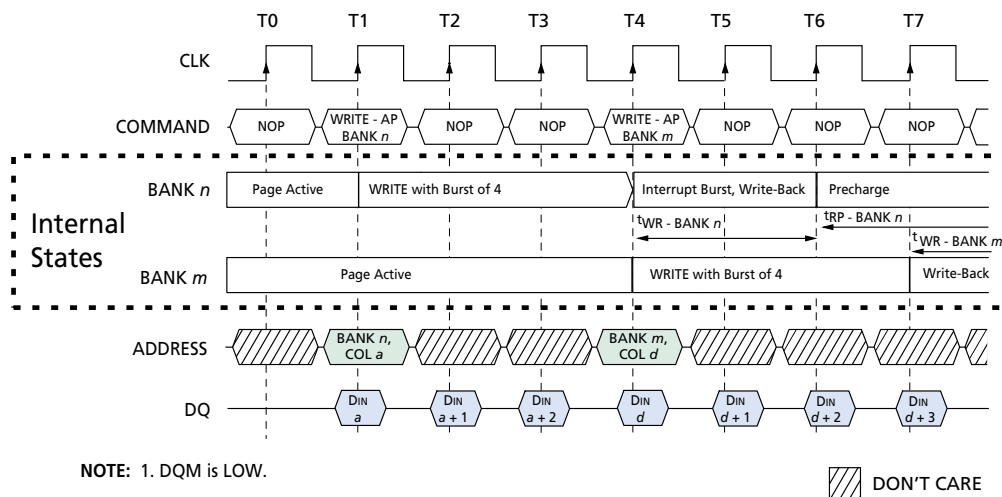 T0 T1 T2 T3 T4 T5 T6 T7
CLK
COMMAND NOP WRITE - AP BANK n NOP NOP WRITE - AP BANK m NOP NOP NOP
Internal States
BANK n Page Active WRITE with Burst of 4 Interrupt Burst, Write-Back Precharge
tWR - BANK n tRP - BANK n
tWR - BANK m
BANK m Page Active WRITE with Burst of 4 Write-Back
ADDRESS BANK n, COL a BANK m, COL d
DQ DIN a DIN a + 1 DIN a + 2 DIN d DIN d + 1 DIN d + 2 DIN d + 3
NOTE: 1. DQM is LOW.
DON'T CARE